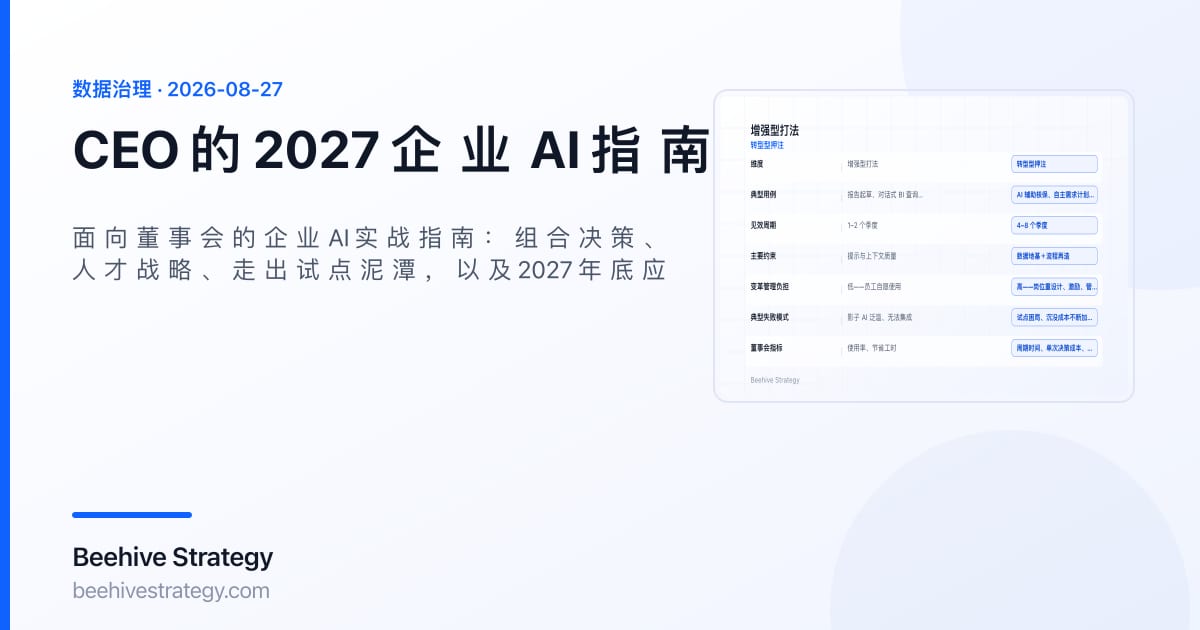 数据治理 · 2026-08-27
CEO 的 2027 企业 AI 指南
面向董事会的企业 AI 实战指南：组合决策、
人才战略、走出试点泥潭，以及 2027 年底应
增强型打法
转型型押注
维度 增强型打法 转型型押注
典型用例 报告起草、对话式 BI 查询… AI 辅助核保、自主需求计划…
见效周期 1–2 个季度 4–8 个季度
主要约束 提示与上下文质量 数据地基 + 流程再造
变革管理负担 低——员工自愿使用 高——岗位重设计、激励、管…
典型失败模式 影子 AI 泛滥、无法集成 试点困局、沉没成本不断加…
董事会指标 使用率、节省工时 周期时间、单次决策成本、…
Beehive Strategy
Beehive Strategy
beehivestrategy.com